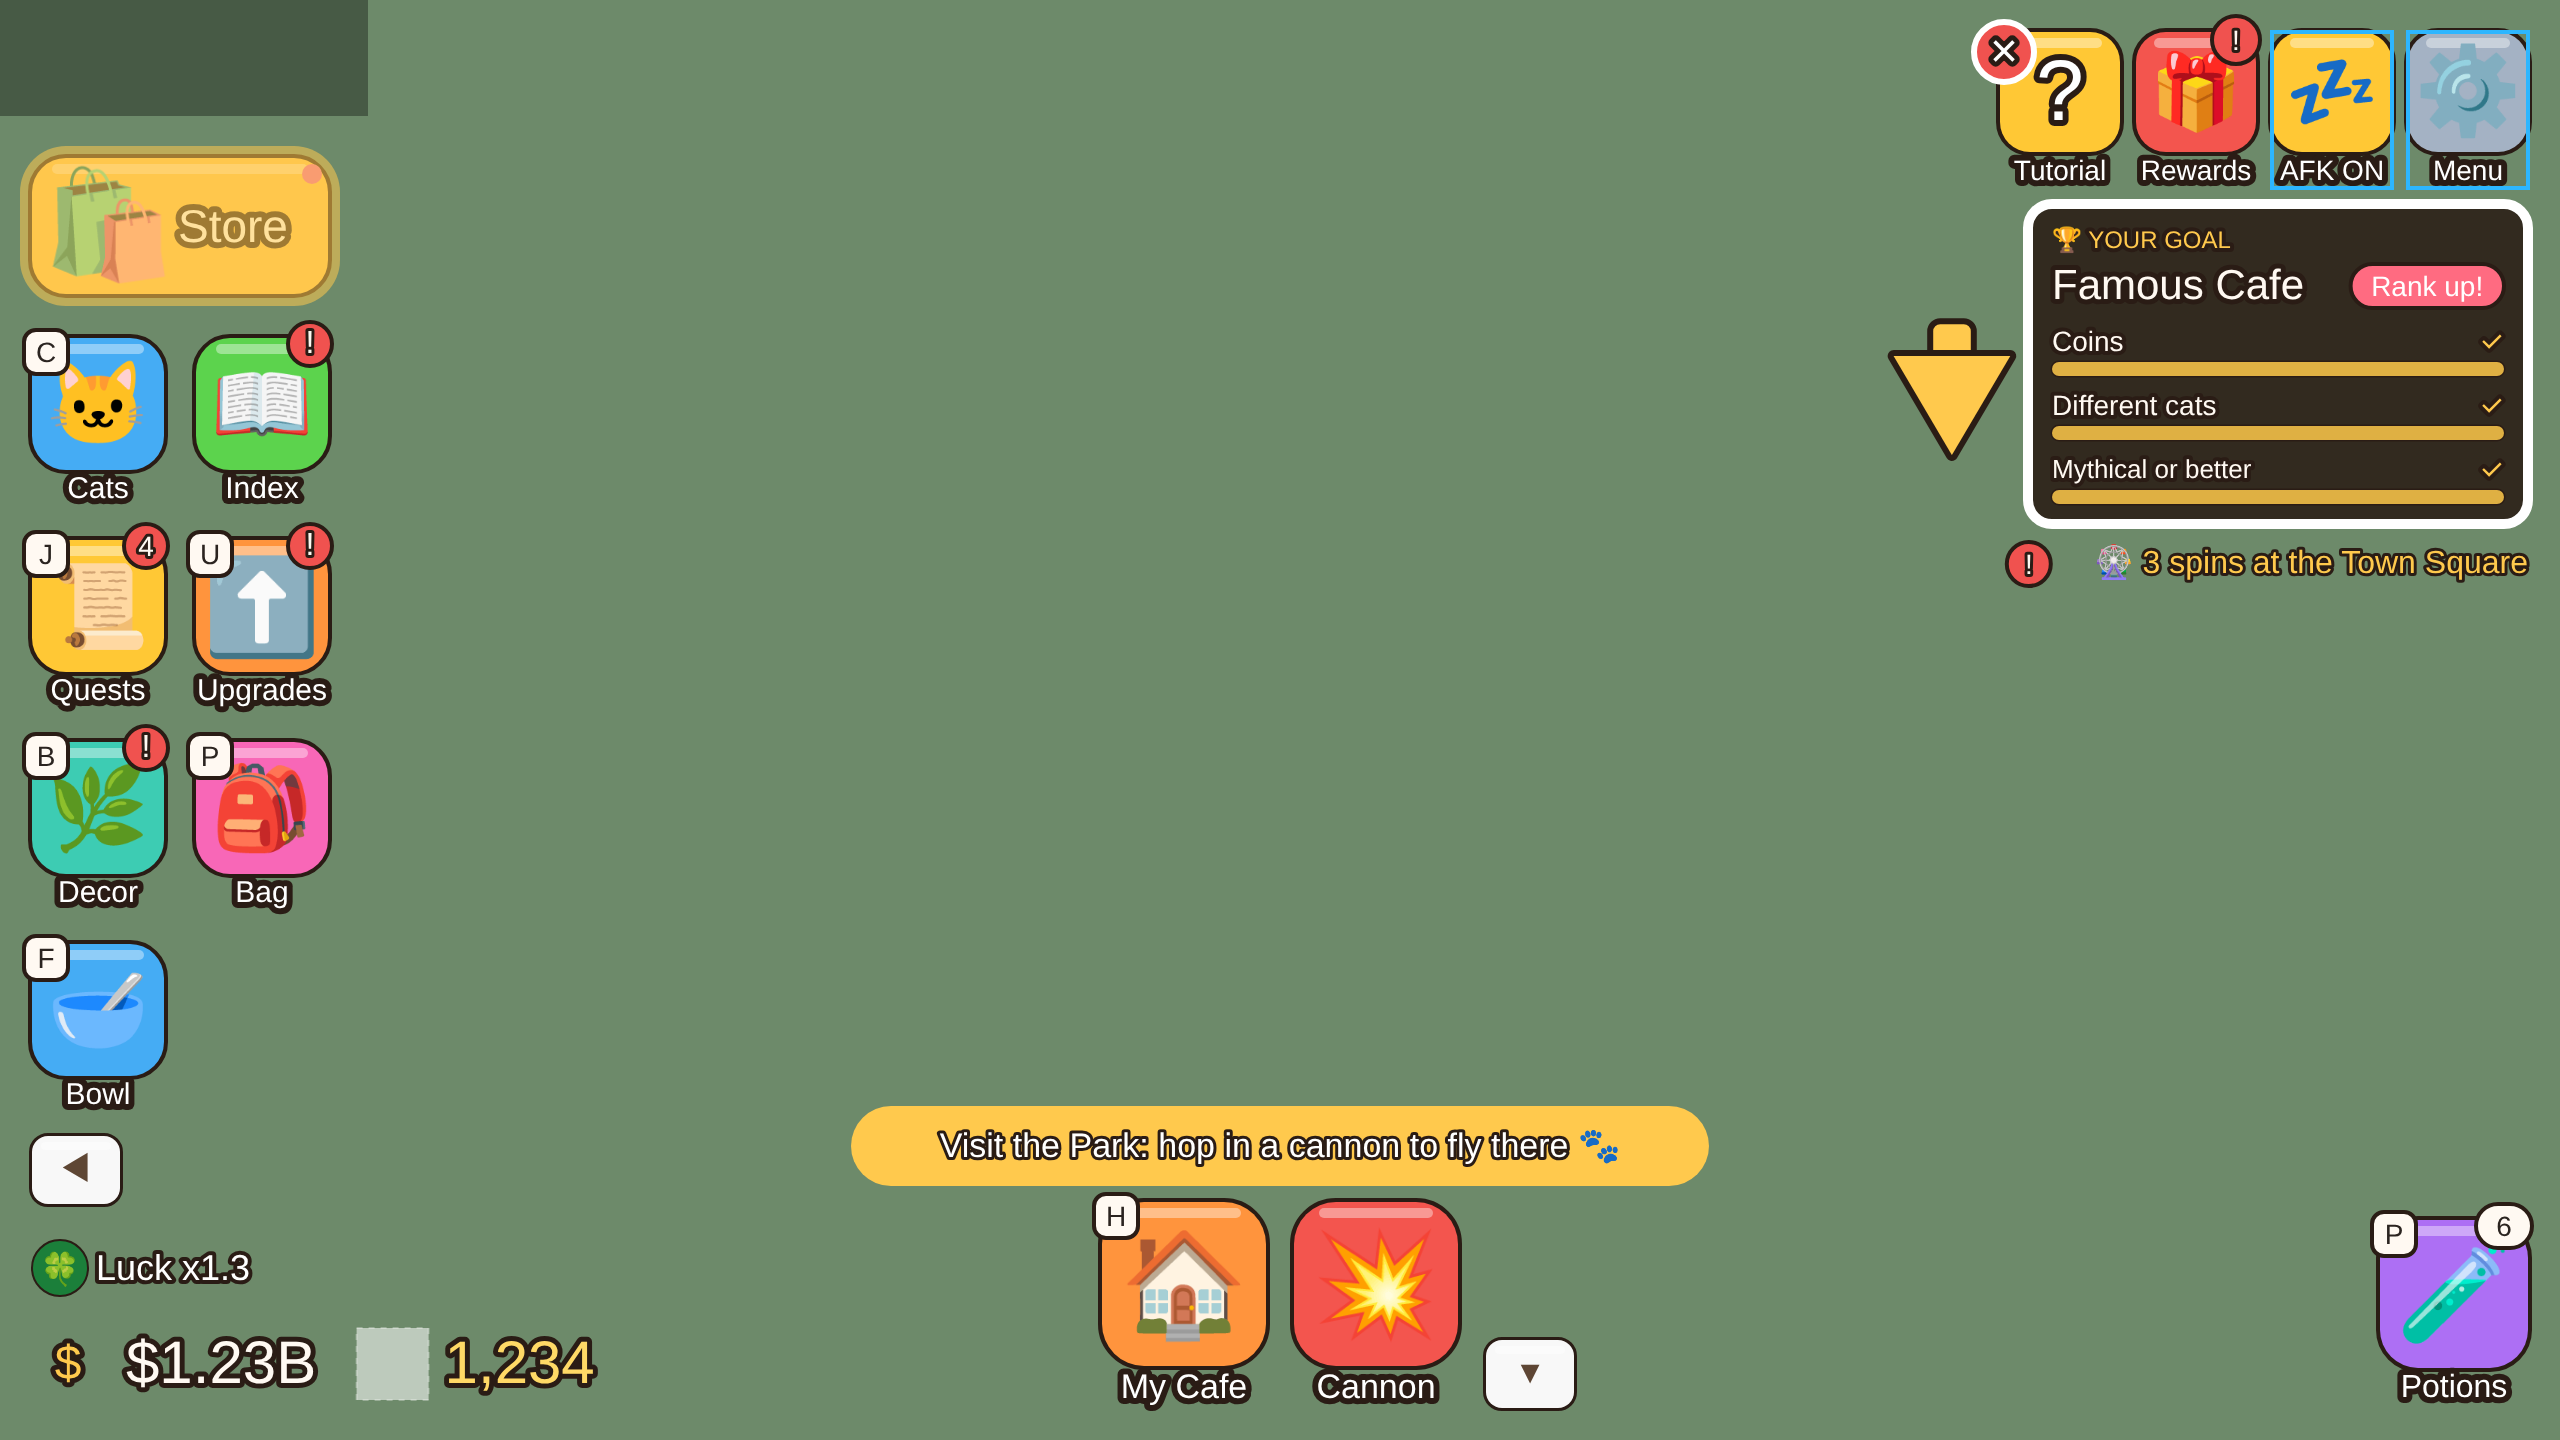 Store
C
Cats
!
Index
J
4
Quests
U
!
Upgrades
B
!
Decor
P
Bag
F
Bowl
Luck x1.3
$ $1.23B
1,234
?
Tutorial
!
Rewards
zzz
AFK ON
Menu
🏆 YOUR GOAL
Famous Cafe
Rank up!
Coins ✓
Different cats ✓
Mythical or better ✓
!
🎡 3 spins at the Town Square
Visit the Park: hop in a cannon to fly there 🐾
H
My Cafe
Cannon
P
6
Potions